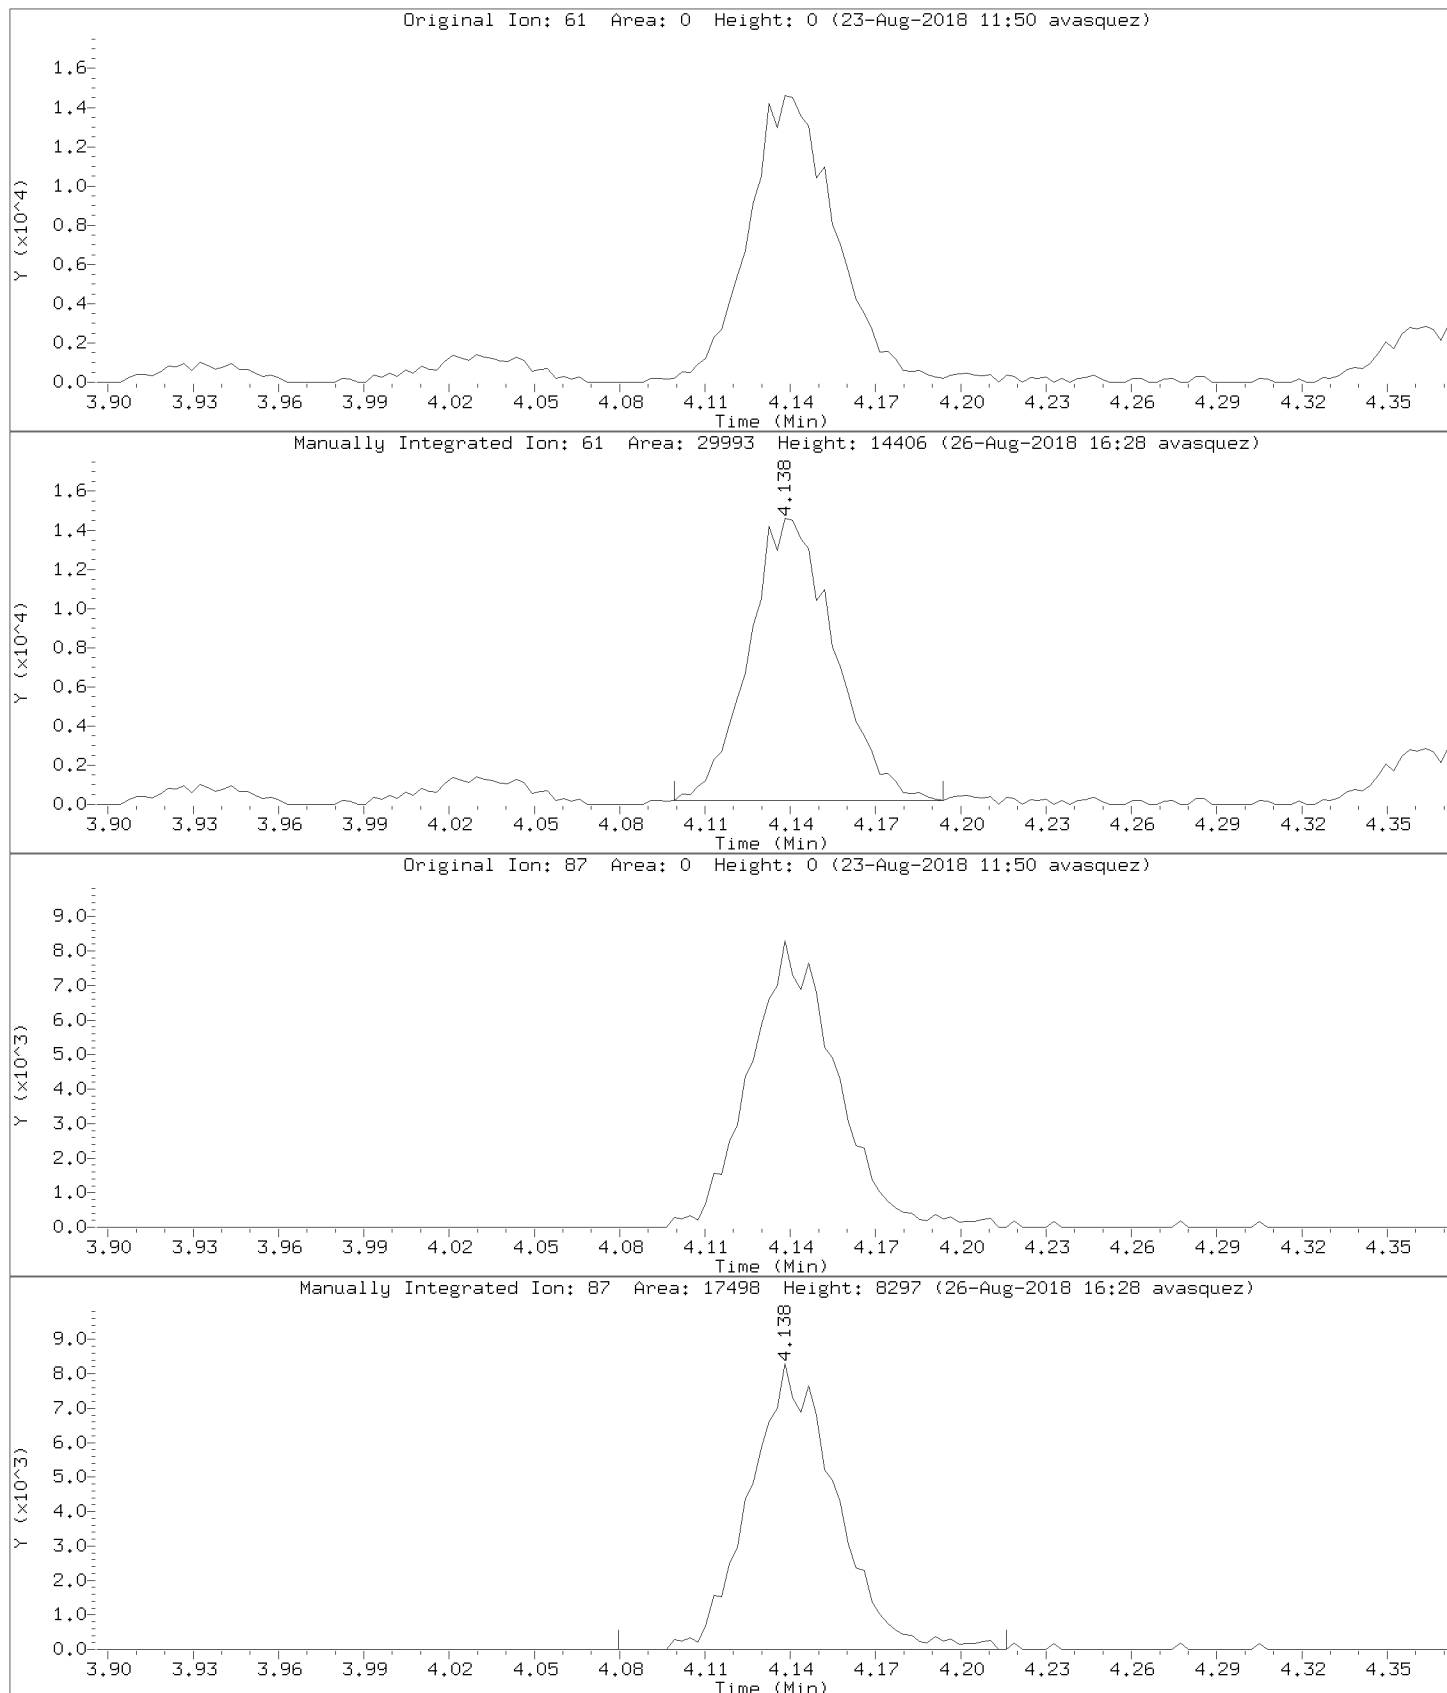 Original Ion: 61 Area: 0 Height: 0 (23-Aug-2018 11:50 avasquez)
1.6
1.4
1.2
1.0
0.8
0.6
0.4
0.2
0.0
Y (x10^4)
3.90 3.93 3.96 3.99 4.02 4.05 4.08 4.11 4.14 4.17 4.20 4.23 4.26 4.29 4.32 4.35
Time (Min)
Manually Integrated Ion: 61 Area: 29993 Height: 14406 (26-Aug-2018 16:28 avasquez)
4.138
1.6
1.4
1.2
1.0
0.8
0.6
0.4
0.2
0.0
Y (x10^4)
3.90 3.93 3.96 3.99 4.02 4.05 4.08 4.11 4.14 4.17 4.20 4.23 4.26 4.29 4.32 4.35
Time (Min)
Original Ion: 87 Area: 0 Height: 0 (23-Aug-2018 11:50 avasquez)
9.0
8.0
7.0
6.0
5.0
4.0
3.0
2.0
1.0
0.0
Y (x10^3)
3.90 3.93 3.96 3.99 4.02 4.05 4.08 4.11 4.14 4.17 4.20 4.23 4.26 4.29 4.32 4.35
Time (Min)
Manually Integrated Ion: 87 Area: 17498 Height: 8297 (26-Aug-2018 16:28 avasquez)
4.138
9.0
8.0
7.0
6.0
5.0
4.0
3.0
2.0
1.0
0.0
Y (x10^3)
3.90 3.93 3.96 3.99 4.02 4.05 4.08 4.11 4.14 4.17 4.20 4.23 4.26 4.29 4.32 4.35
Time (Min)